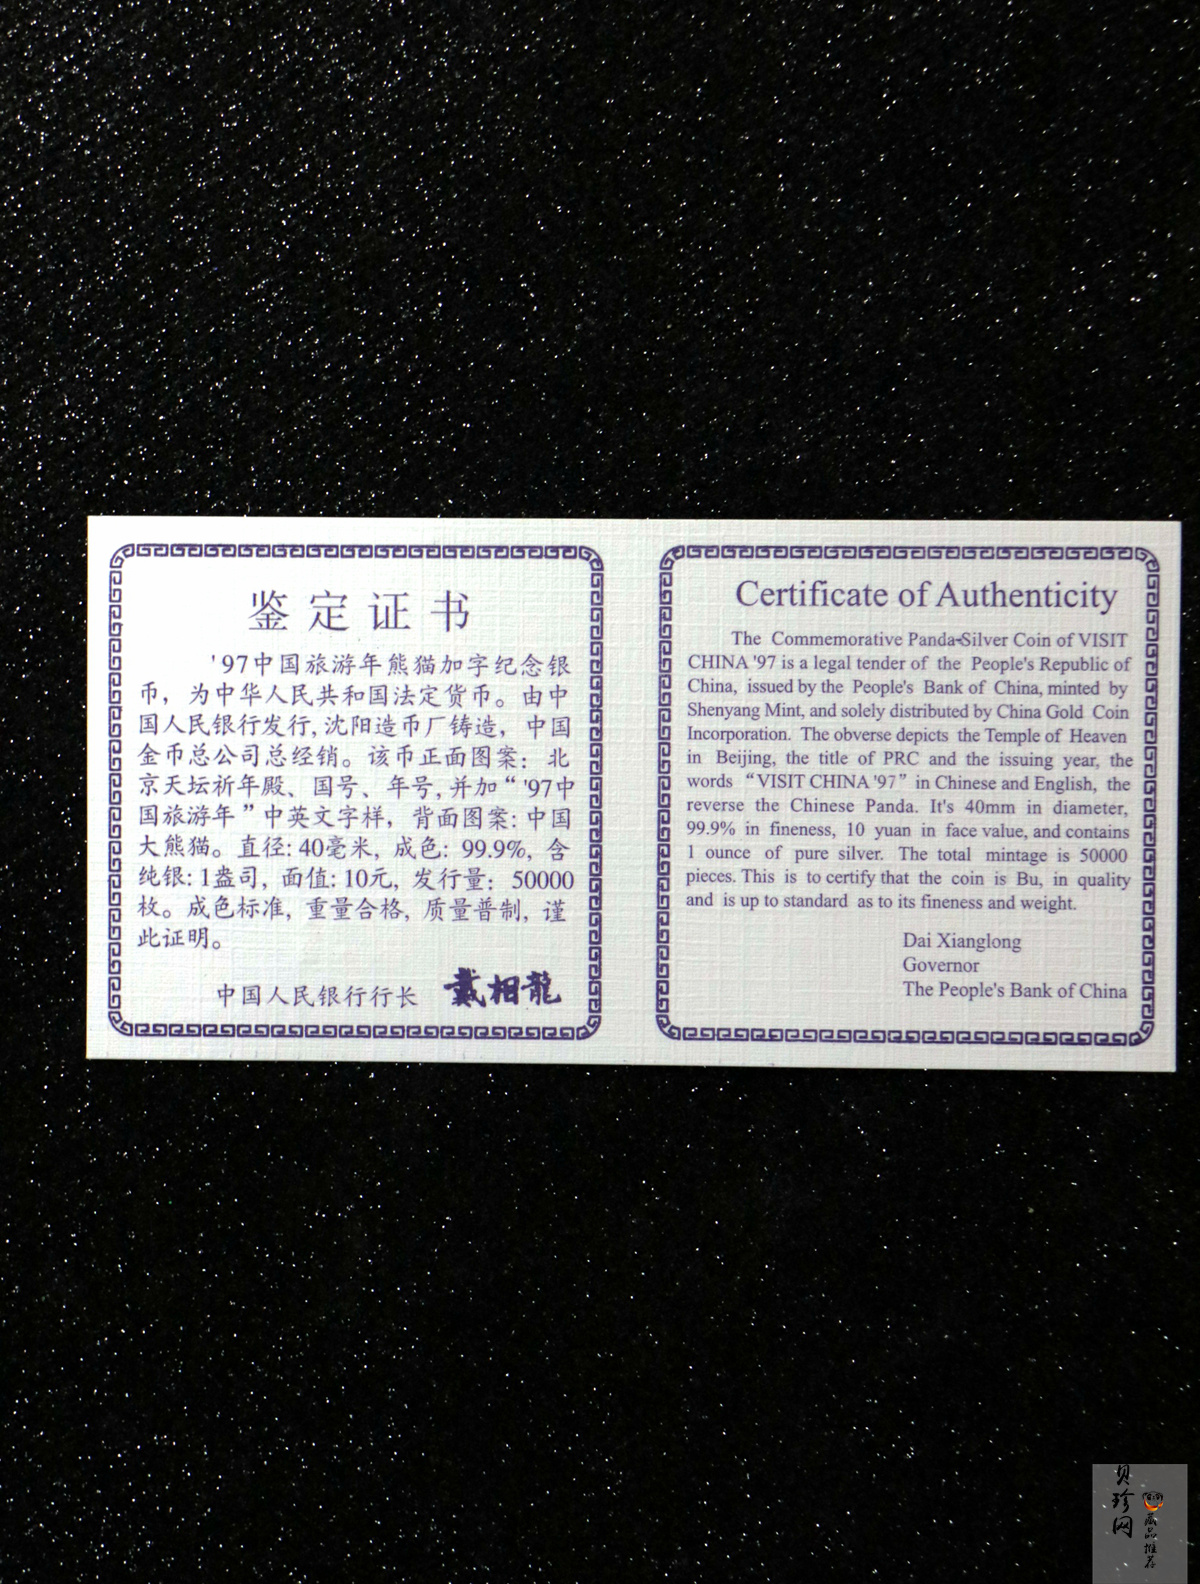 鉴定证书
'97中国旅游年熊猫加字纪念银
币，为中华人民共和国法定货币。由中
国人民银行发行，沈阳造币厂铸造，中国
金币总公司总经销。该币正面图案：北
京天坛祈年殿、国号、年号，并加“'97中
国旅游年”中英文字样，背面图案：中国
大熊猫。直径：40毫米，成色：99.9%，含
纯银：1盎司，面值：10元，发行量：50000
枚。成色标准，重量合格，质量普制，谨
此证明。
中国人民银行行长 戴相龍
Certificate of Authenticity
The Commemorative Panda-Silver Coin of VISIT
CHINA '97 is a legal tender of the People's Republic of
China, issued by the People's Bank of China, minted by
Shenyang Mint, and solely distributed by China Gold Coin
Incorporation. The obverse depicts the Temple of Heaven
in Beijing, the title of PRC and the issuing year, the
words “VISIT CHINA '97” in Chinese and English, the
reverse the Chinese Panda. It's 40mm in diameter,
99.9% in fineness, 10 yuan in face value, and contains
1 ounce of pure silver. The total mintage is 50000
pieces. This is to certify that the coin is Bu, in quality
and is up to standard as to its fineness and weight.
Dai Xianglong
Governor
The People's Bank of China
贝珍网
藏品推荐